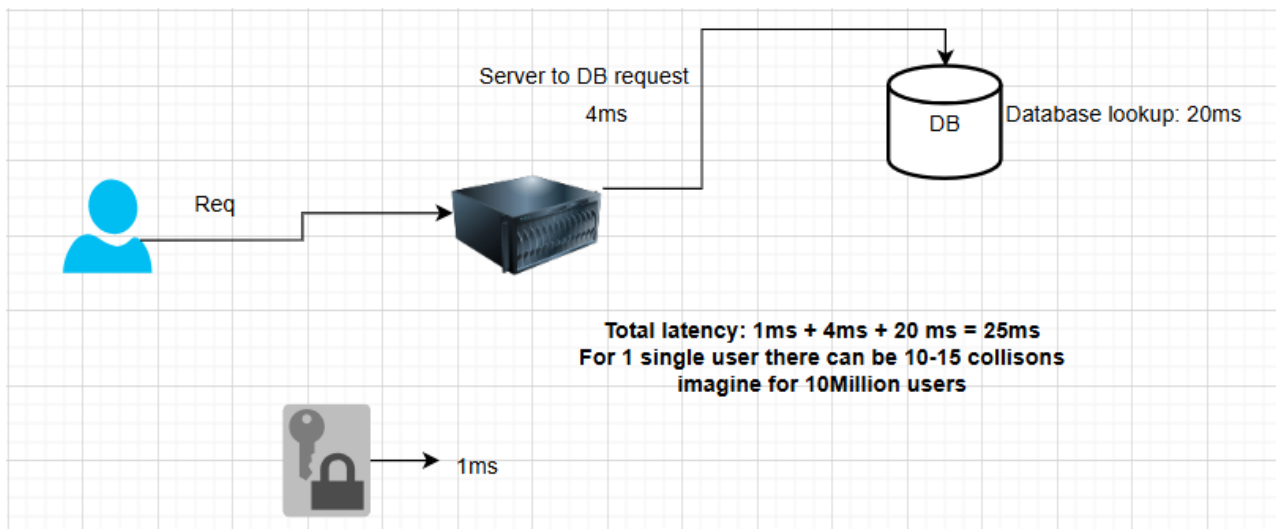 Server to DB request
4ms
DB
Database lookup: 20ms
Req
Total latency: 1ms + 4ms + 20 ms = 25ms
For 1 single user there can be 10-15 collisons
imagine for 10Million users
1ms